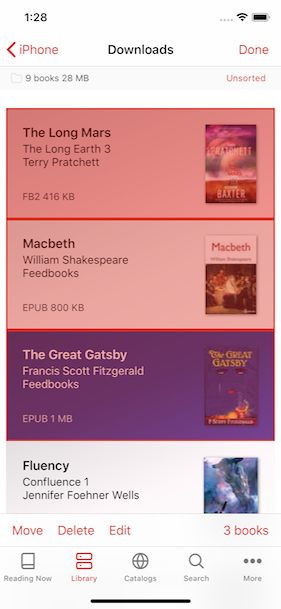 1:28
iPhone
Downloads
Done
9 books 28 MB
Unsorted
The Long Mars
The Long Earth 3
Terry Pratchett
FB2 416 KB
PRATCHETT
BAXTER
Macbeth
William Shakespeare
Feedbooks
EPUB 800 KB
Macbeth
William Shakespeare
The Great Gatsby
Francis Scott Fitzgerald
Feedbooks
EPUB 1 MB
The GREAT
GATSBY
F·SCOTT·FITZGERALD
Fluency
Confluence 1
Jennifer Foehner Wells
Move
Delete
Edit
3 books
Reading Now
Library
Catalogs
Search
More